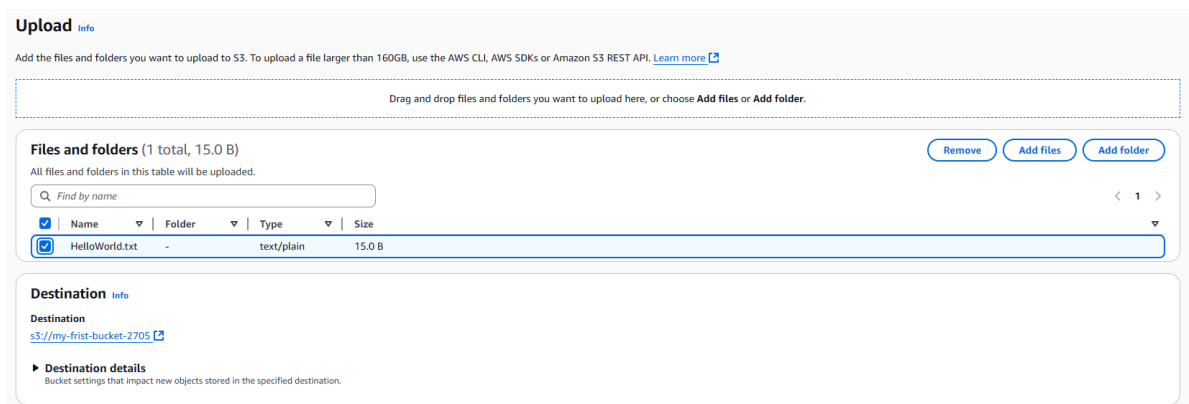 Upload Info
Add the files and folders you want to upload to S3. To upload a file larger than 160GB, use the AWS CLI, AWS SDKs or Amazon S3 REST API. Learn more
Drag and drop files and folders you want to upload here, or choose Add files or Add folder.
Files and folders (1 total, 15.0 B)
Remove Add files Add folder
All files and folders in this table will be uploaded.
Find by name
< 1 >
Name Folder Type Size
HelloWorld.txt - text/plain 15.0 B
Destination Info
Destination
s3://my-frist-bucket-2705
Destination details
Bucket settings that impact new objects stored in the specified destination.